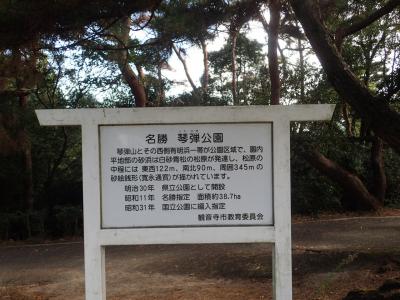 名勝 琴弾公園
琴弾山とその西側有明浜一帯が公園区域で、園内
平地部の砂浜は白砂青松の松原が発達し、松原の
中程には 東西122m、南北90m、周囲345mの
砂絵銭形(寛永通寳)が描かれています。
明治30年 県立公園として開設
昭和11年 名勝指定 面積約38.7ha
昭和31年 国立公園に編入指定
観音寺市教育委員会